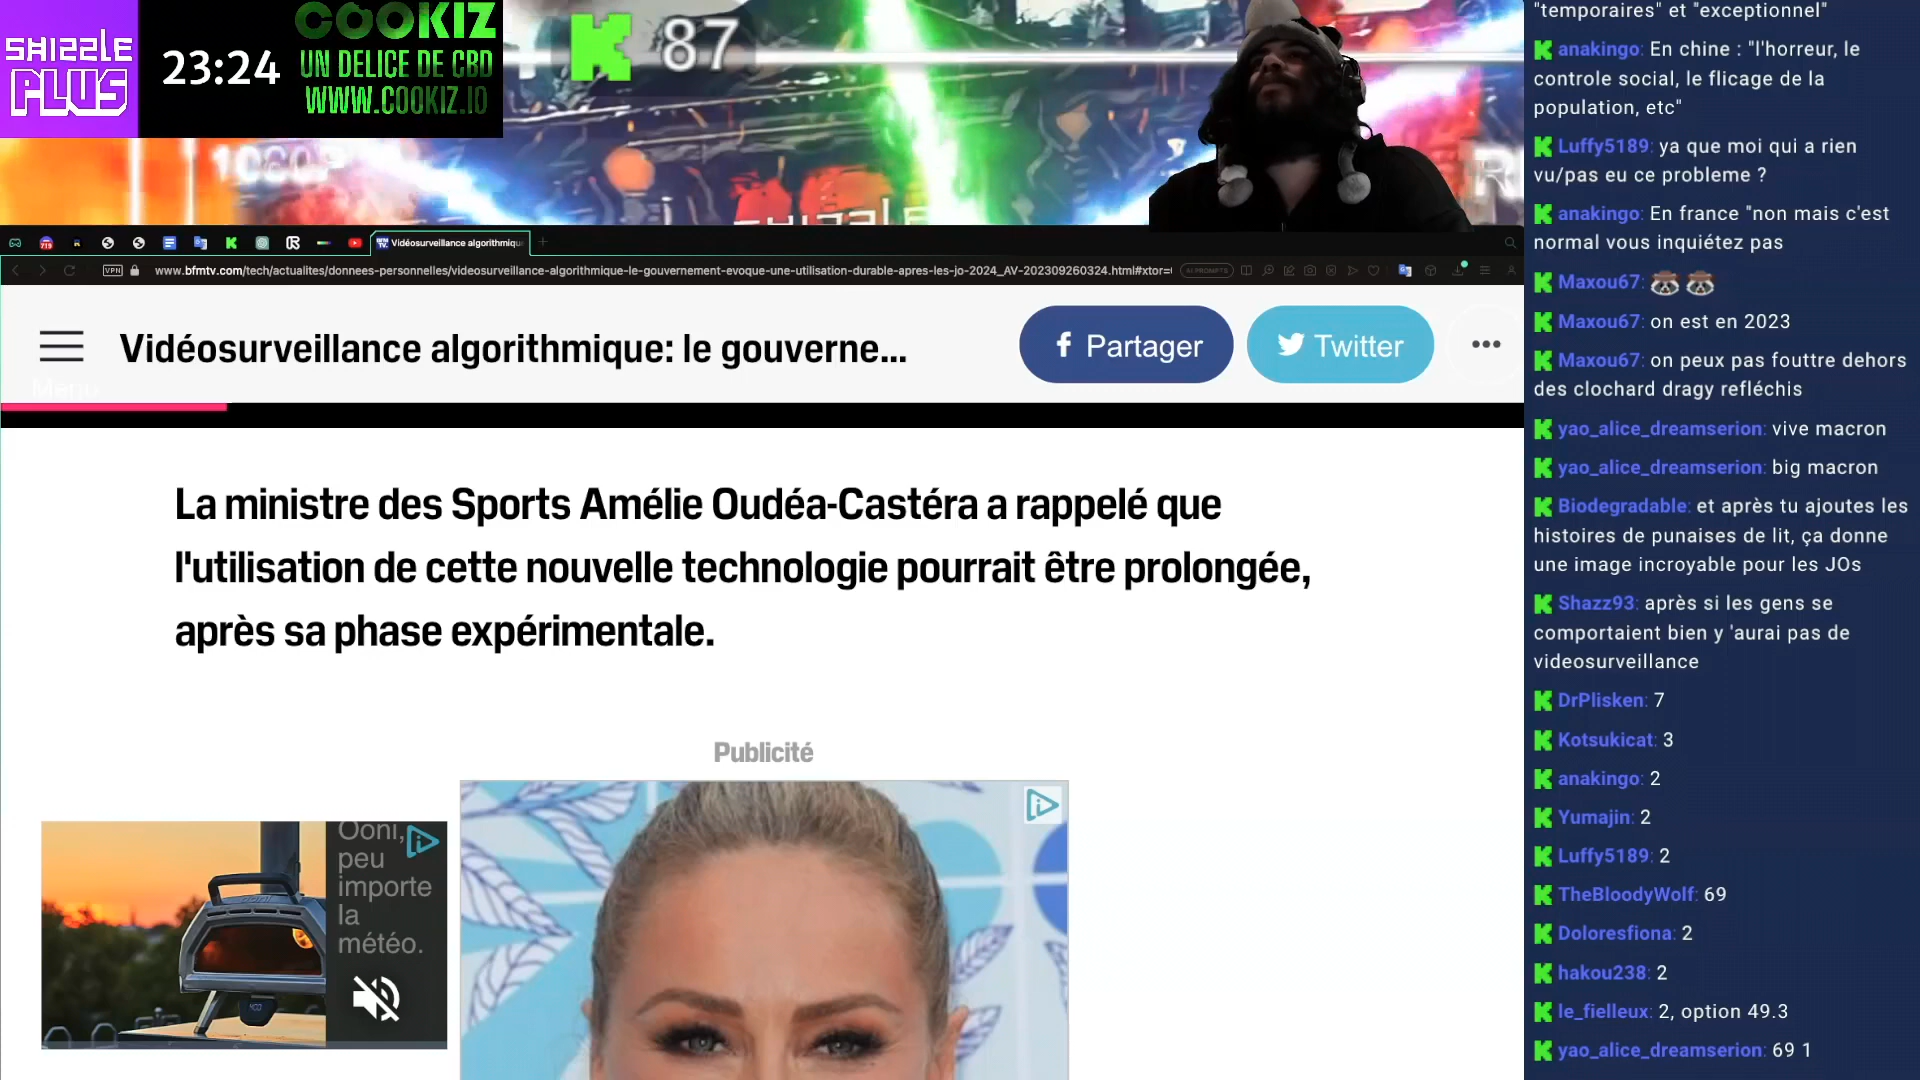 SHIZZLE
PLUS
23:24
COOKIZ
UN DELICE DE CBD
WWW.COOKIZ.IO
87
1080P
Vidéosurveillance algorithmiqu
VPN
www.bfmtv.com/tech/actualites/donnees-personnelles/videosurveillance-algorithmique-le-gouvernement-evoque-une-utilisation-durable-apres-les-jo-2024_AV-202309260324.html#xtor=
AI PROMPTS
Menu
Vidéosurveillance algorithmique: le gouverne...
Partager
Twitter
La ministre des Sports Amélie Oudéa-Castéra a rappelé que
l'utilisation de cette nouvelle technologie pourrait être prolongée,
après sa phase expérimentale.
Publicité
Ooni,
peu
importe
la
météo.
"temporaires" et "exceptionnel"
anakingo: En chine : "l'horreur, le
controle social, le flicage de la
population, etc"
Luffy5189: ya que moi qui a rien
vu/pas eu ce probleme ?
anakingo: En france "non mais c'est
normal vous inquiétez pas
Maxou67:
Maxou67: on est en 2023
Maxou67: on peux pas fouttre dehors
des clochard dragy refléchis
yao_alice_dreamserion: vive macron
yao_alice_dreamserion: big macron
Biodegradable: et après tu ajoutes les
histoires de punaises de lit, ça donne
une image incroyable pour les JOs
Shazz93: après si les gens se
comportaient bien y 'aurai pas de
videosurveillance
DrPlisken: 7
Kotsukicat: 3
anakingo: 2
Yumajin: 2
Luffy5189: 2
TheBloodyWolf: 69
Doloresfiona: 2
hakou238: 2
le_fielleux: 2, option 49.3
yao_alice_dreamserion: 69 1